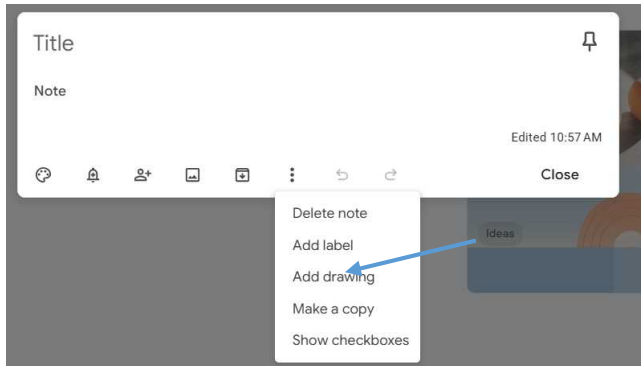 Title
Note
Edited 10:57 AM
Close
Delete note
Add label
Ideas
Add drawing
Make a copy
Show checkboxes